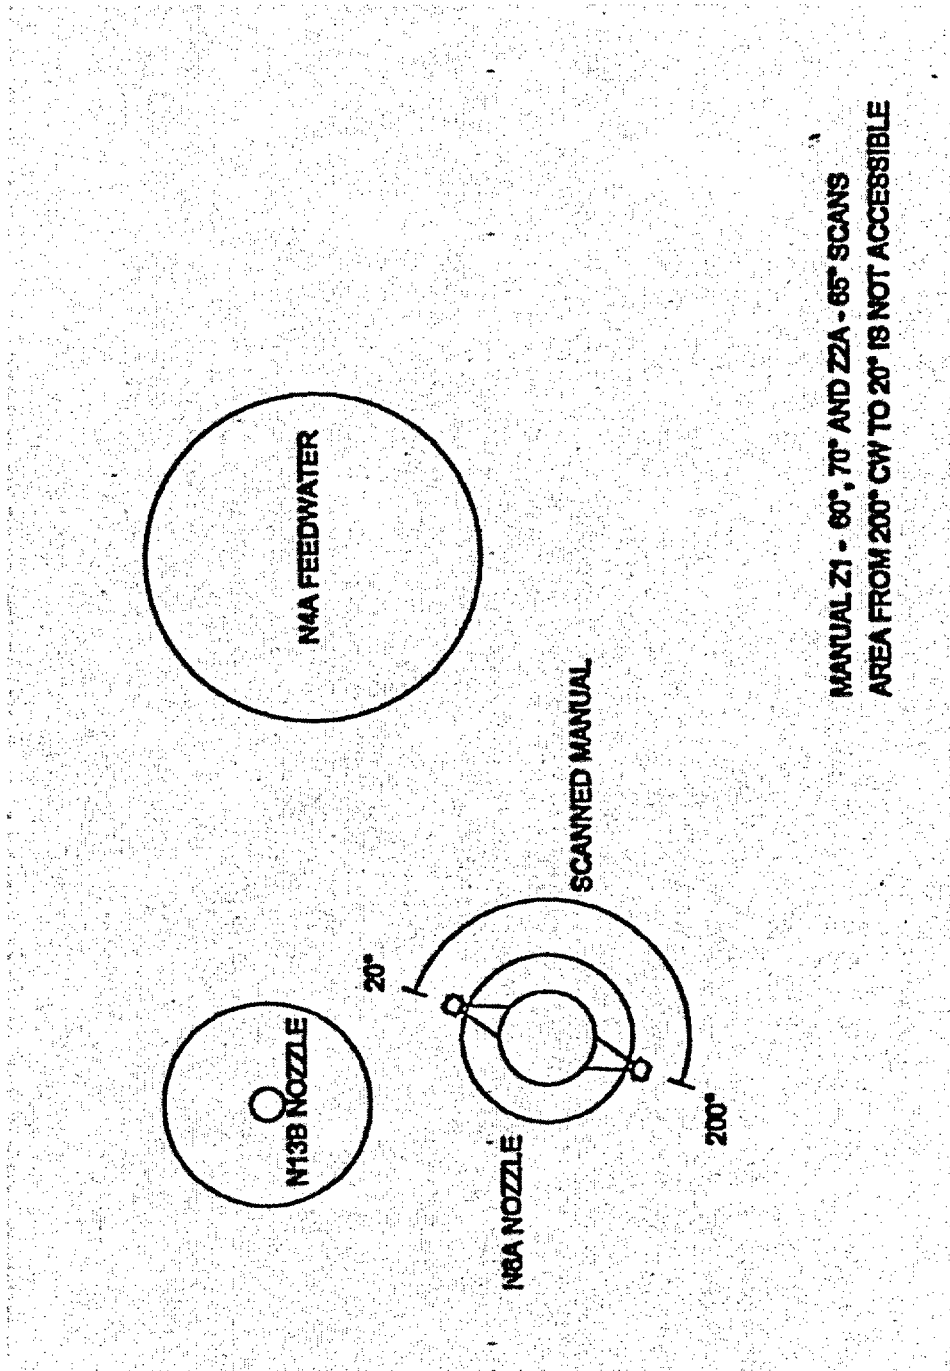 N13B NOZZLE
N4A FEEDWATER
20°
NOZZLE
SCANNED MANUAL
200°
MANUAL Z1 - 60°, 70° AND Z2A - 65° SCANS
AREA FROM 200° CW TO 20° IS NOT ACCESSIBLE